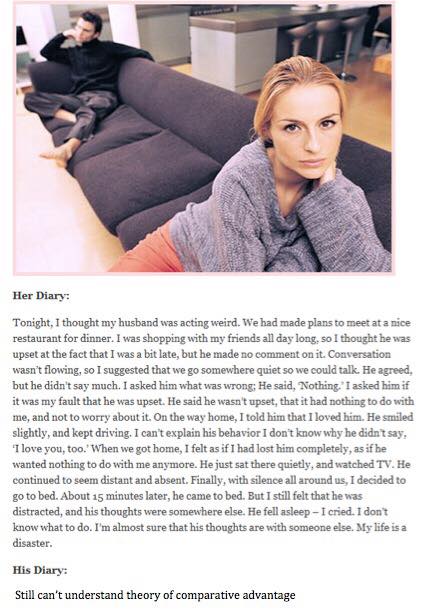 Her Diary:
Tonight, I thought my husband was acting weird. We had made plans to meet at a nice
restaurant for dinner. I was shopping with my friends all day long, so I thought he was
upset at the fact that I was a bit late, but he made no comment on it. Conversation
wasn't flowing, so I suggested that we go somewhere quiet so we could talk. He agreed,
but he didn't say much. I asked him what was wrong; He said, 'Nothing.' I asked him if
it was my fault that he was upset. He said he wasn't upset, that it had nothing to do with
me, and not to worry about it. On the way home, I told him that I loved him. He smiled
slightly, and kept driving. I can't explain his behavior I don't know why he didn't say,
'I love you, too.' When we got home, I felt as if I had lost him completely, as if he
wanted nothing to do with me anymore. He just sat there quietly, and watched TV. He
continued to seem distant and absent. Finally, with silence all around us, I decided to
go to bed. About 15 minutes later, he came to bed. But I still felt that he was
distracted, and his thoughts were somewhere else. He fell asleep – I cried. I don't
know what to do. I'm almost sure that his thoughts are with someone else. My life is a
disaster.
His Diary:
Still can't understand theory of comparative advantage